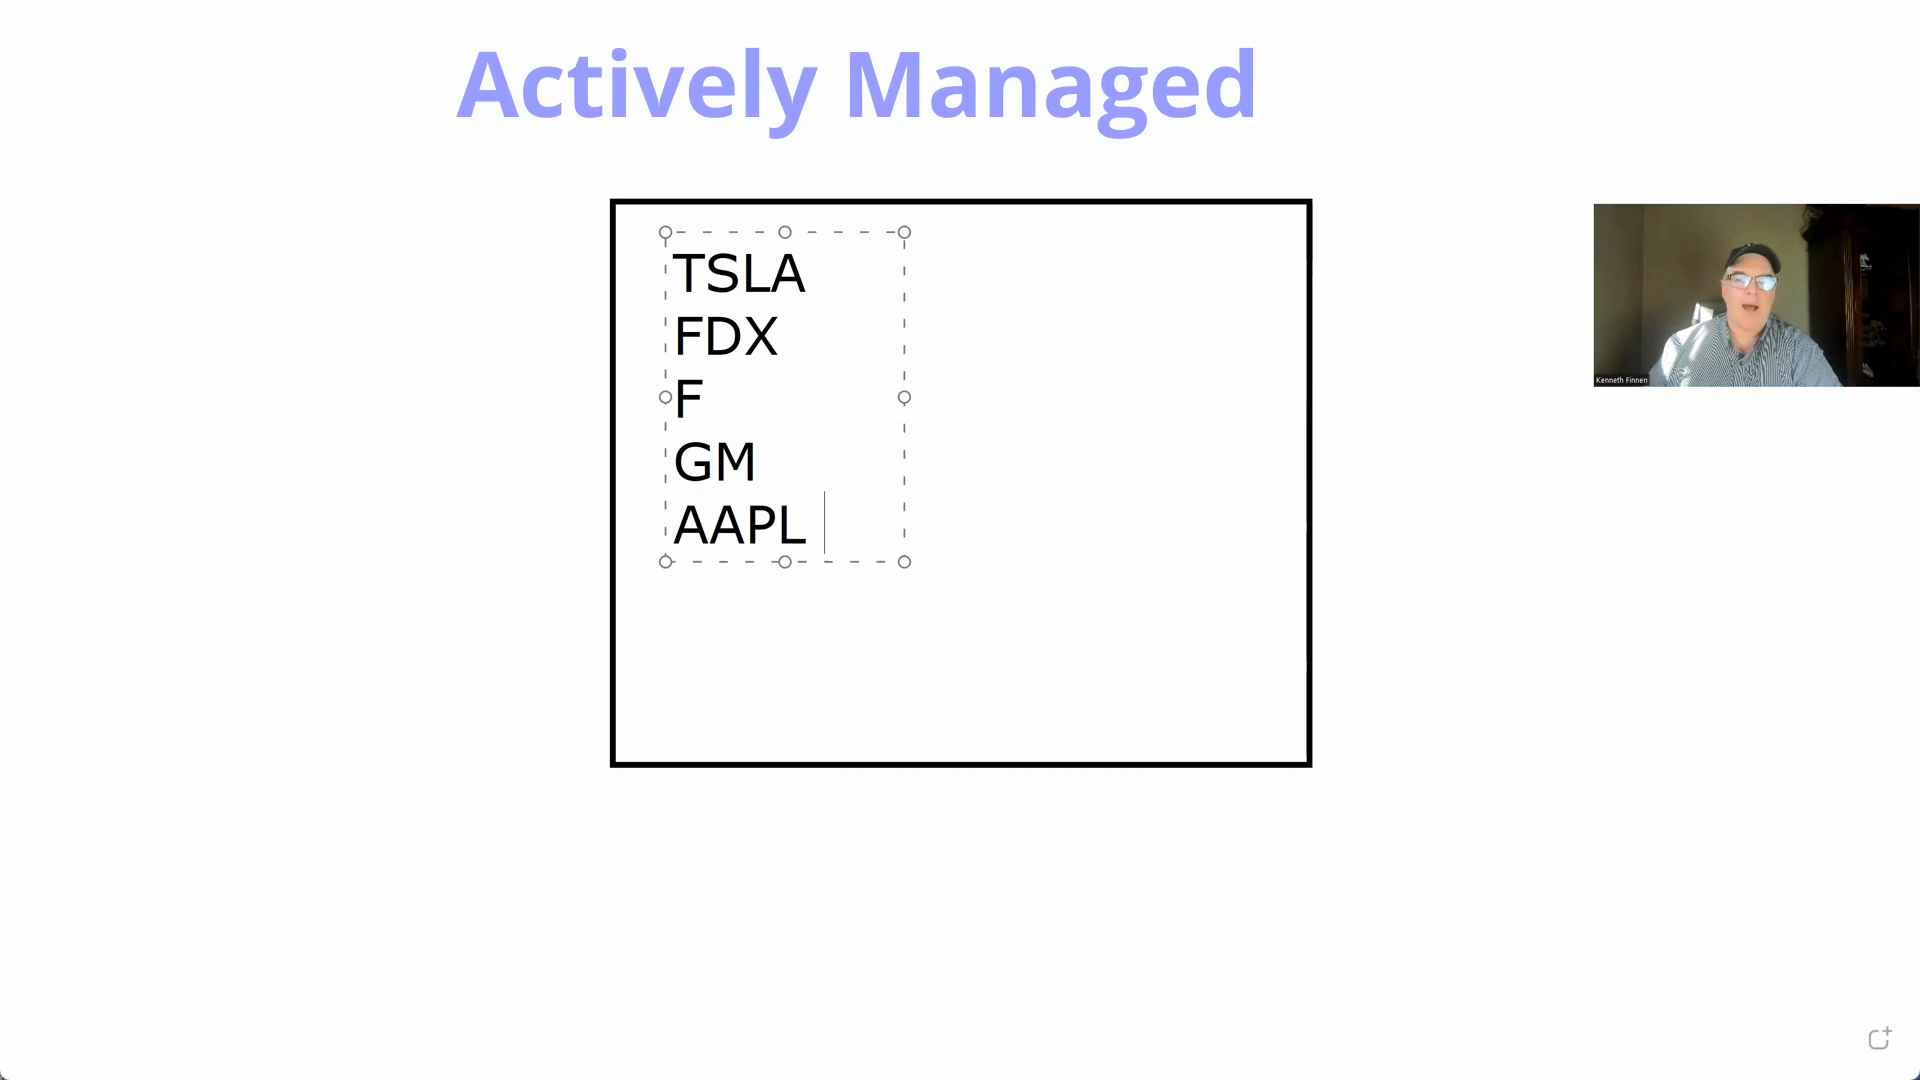 Actively Managed
TSLA
FDX
F
GM
AAPL
Kenneth Finnen